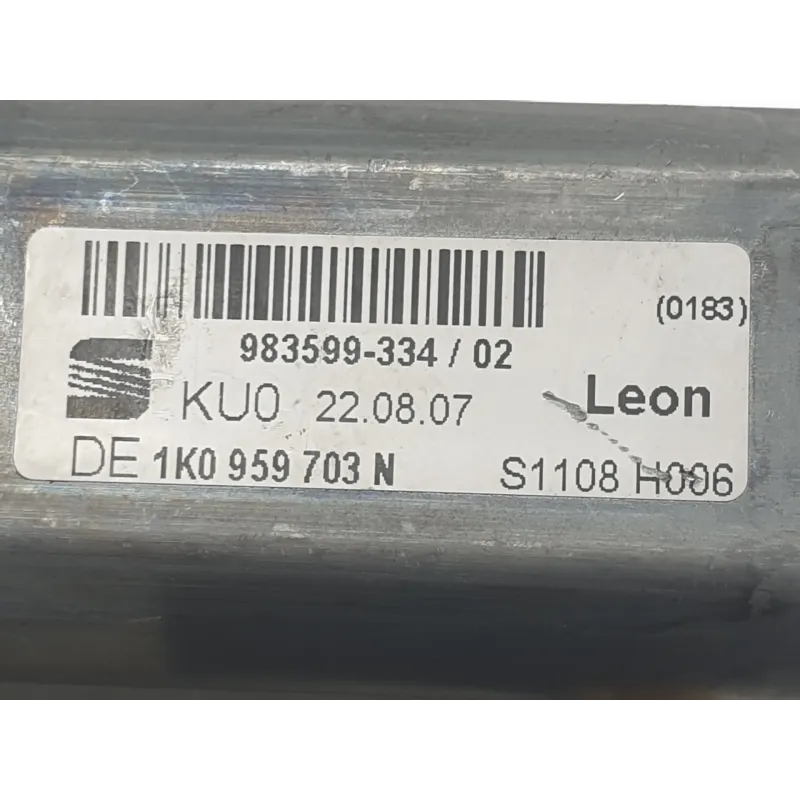 (0183)
983599-334 / 02
KU0 22.08.07 Leon
DE 1K0 959 703 N S1108 H006